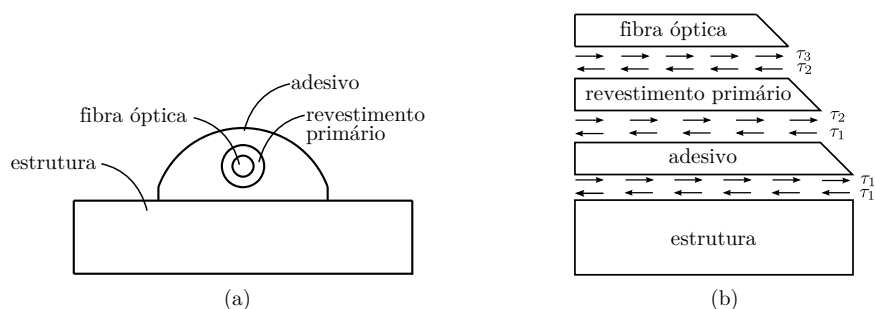 adesivo
fibra óptica
revestimento
primário
estrutura
(a)
fibra óptica
τ3
τ2
revestimento primário
τ2
τ1
adesivo
τ1
τ1
estrutura
(b)